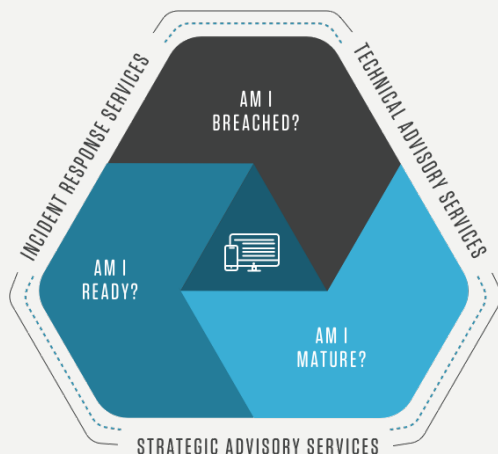 INCIDENT RESPONSE SERVICES
TECHNICAL ADVISORY SERVICES
AM I
BREACHED?
AM I
READY?
AM I
MATURE?
STRATEGIC ADVISORY SERVICES